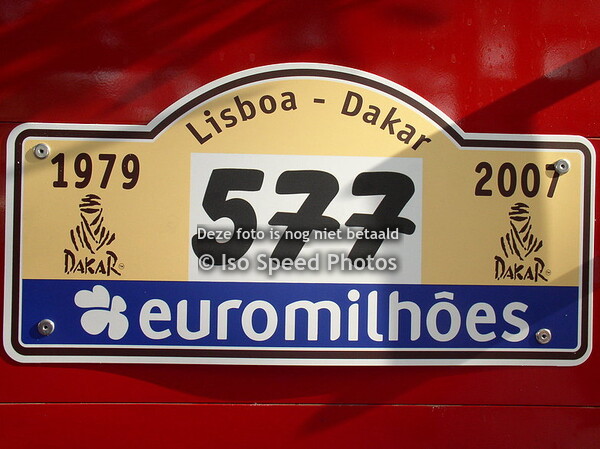 Lisboa - Dakar
1979
2007
577
Deze foto is nog niet betaald
© Iso Speed Photos
DAKAR
DAKAR
euromilhões